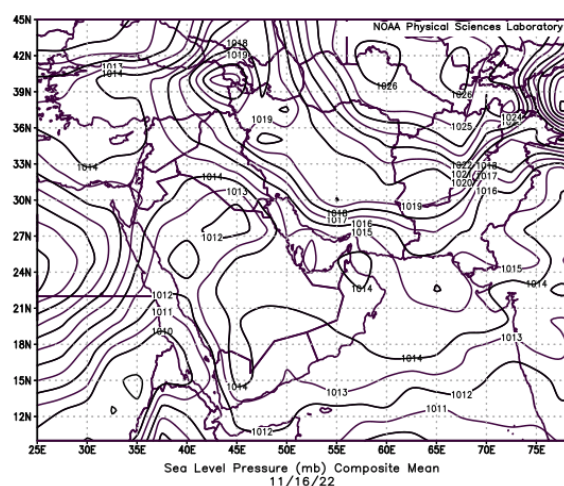 NOAA Physical Sciences Laboratory
45N
42N
39N
36N
33N
30N
27N
24N
21N
18N
15N
12N
1018
1019
1013
1014
1026
1026
1024
1025
1019
1022
1018
1021
1017
1020
1016
1014
1014
1013
1019
1018
1017
1016
1015
1012
1015
1014
1014
1012
1011
1010
1013
1014
1014
1013
1012
1011
1012
25E
30E
35E
40E
45E
50E
55E
60E
65E
70E
75E
Sea Level Pressure (mb) Composite Mean
11/16/22